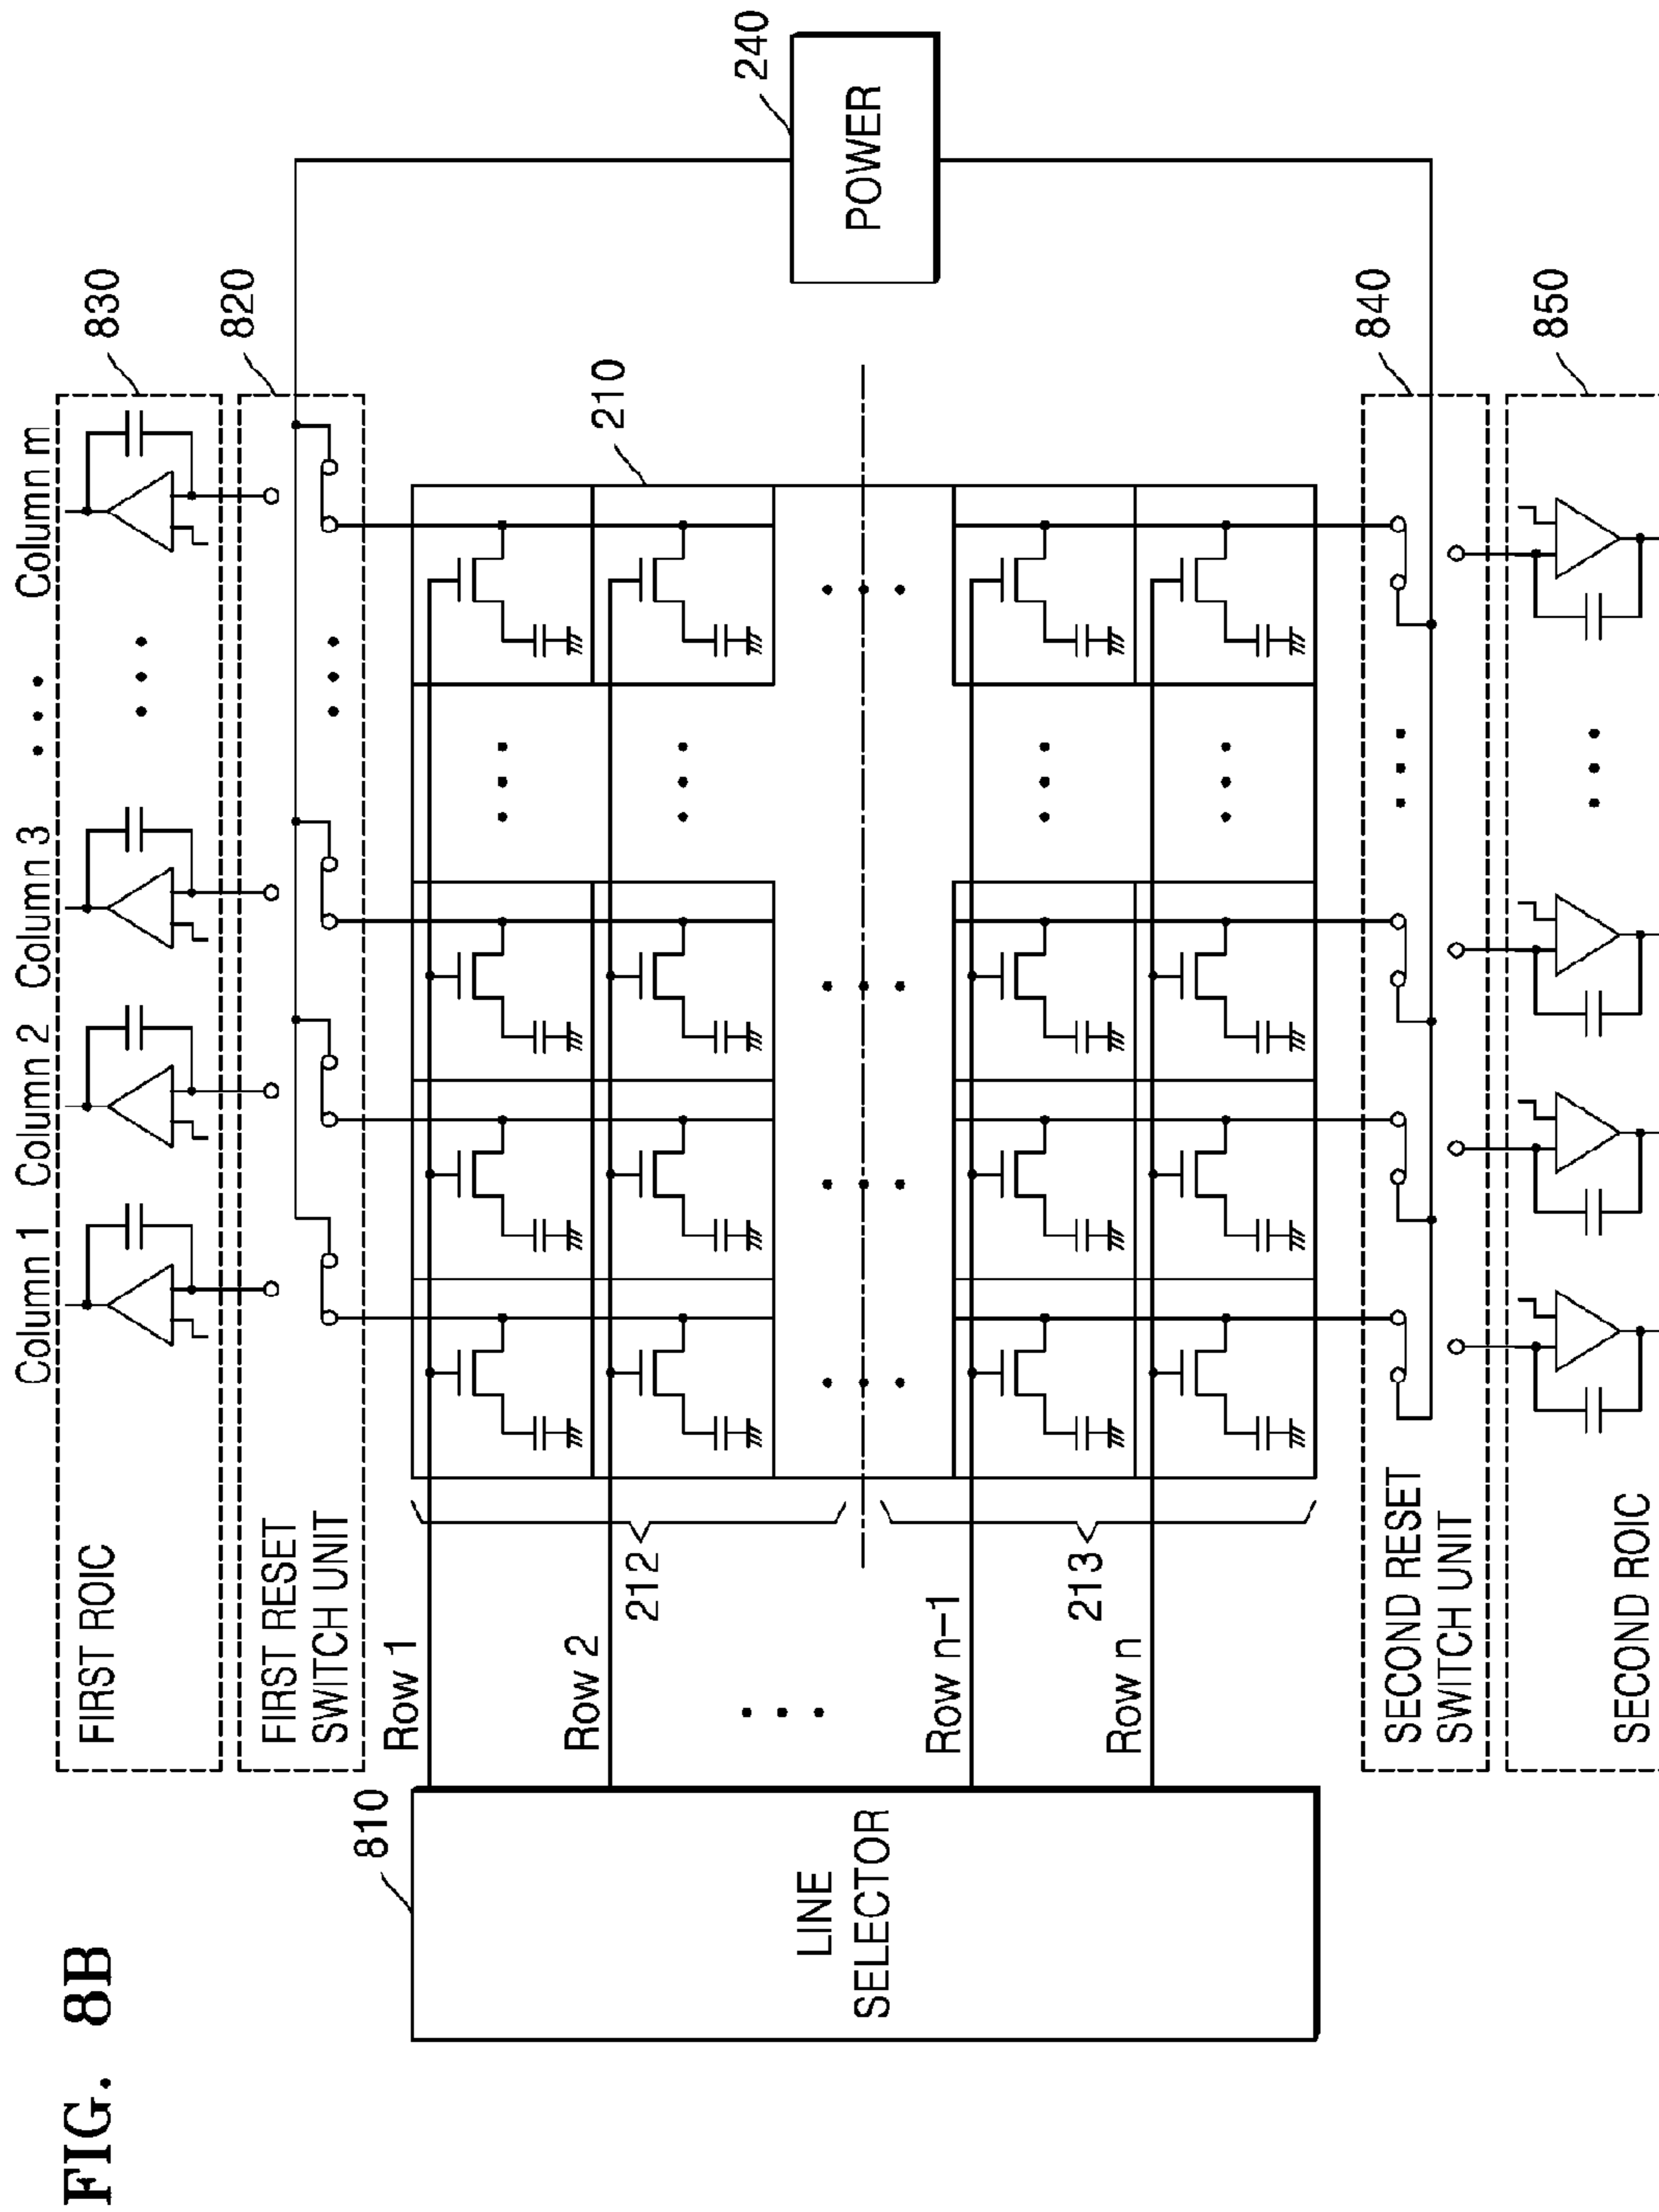 FIG. 8B
Column 1 Column 2 Column 3 • • • Column m
FIRST ROIC
830
FIRST RESET
SWITCH UNIT
820
240
POWER
810
LINE
SELECTOR
Row 1
Row 2
Row n-1
Row n
212
213
210
SECOND RESET
SWITCH UNIT
840
SECOND ROIC
850